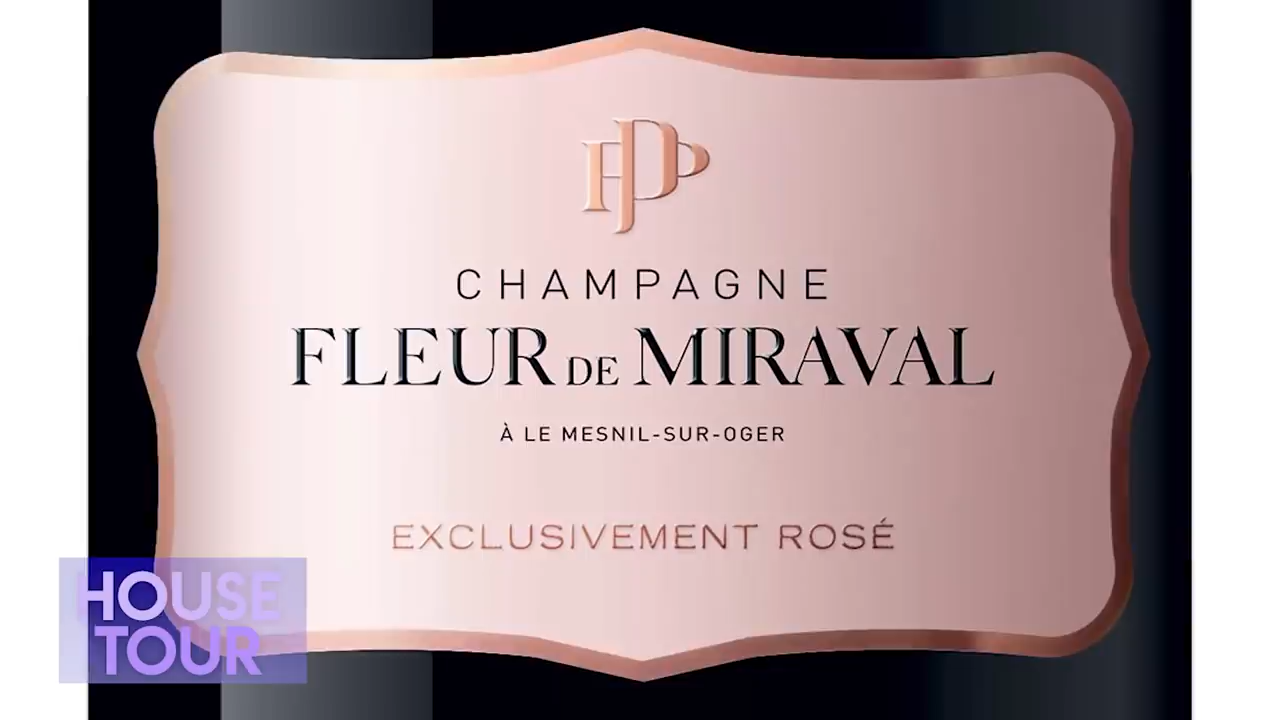 CHAMPAGNE
FLEUR DE MIRAVAL
À LE MESNIL-SUR-OGER
EXCLUSIVEMENT ROSÉ
HOUSE
TOUR